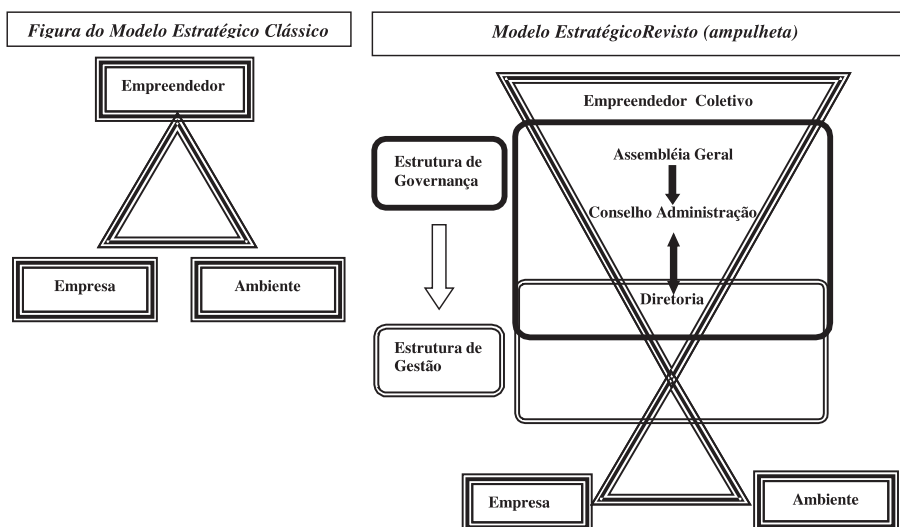 Figura do Modelo Estratégico Clássico
Empreendedor
Empresa
Ambiente
Modelo EstratégicoRevisto (ampulheta)
Empreendedor Coletivo
Estrutura de
Governança
Assembléia Geral
Conselho Administração
Diretoria
Estrutura de
Gestão
Empresa
Ambiente